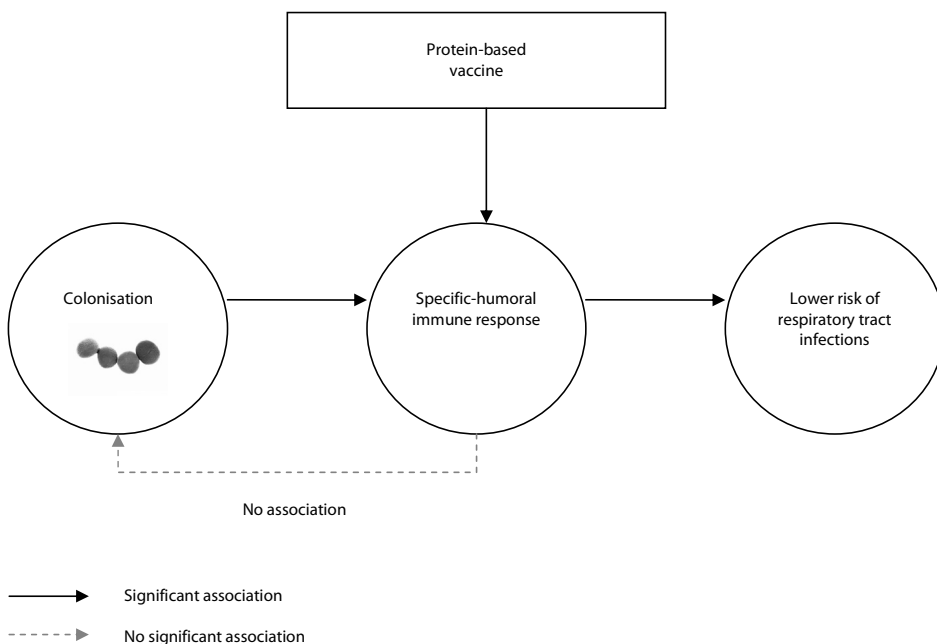 Protein-based
vaccine
Colonisation
Specific-humoral
immune response
Lower risk of
respiratory tract
infections
No association
Significant association
No significant association